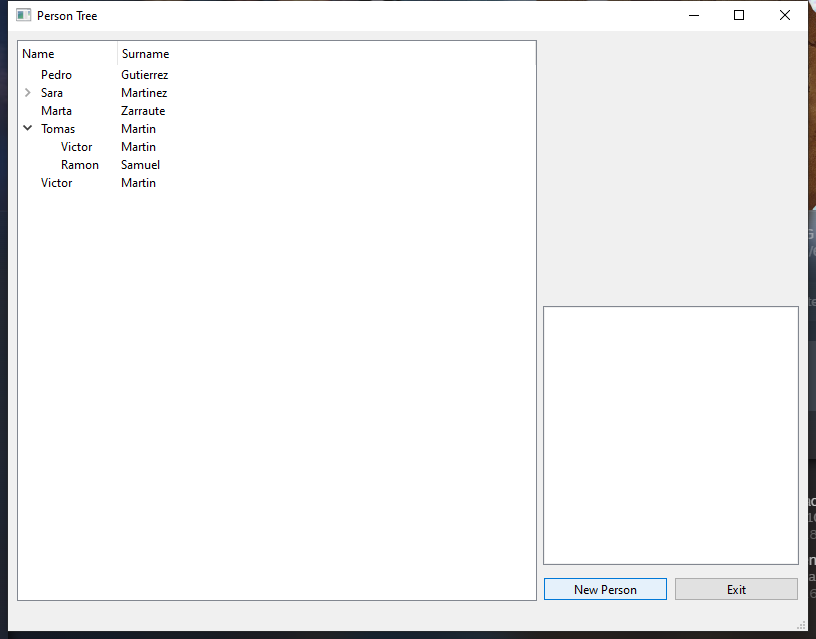 Person Tree
Name Surname
Pedro Gutierrez
Sara Martinez
Marta Zarraute
Tomas Martin
Victor Martin
Ramon Samuel
Victor Martin
New Person Exit